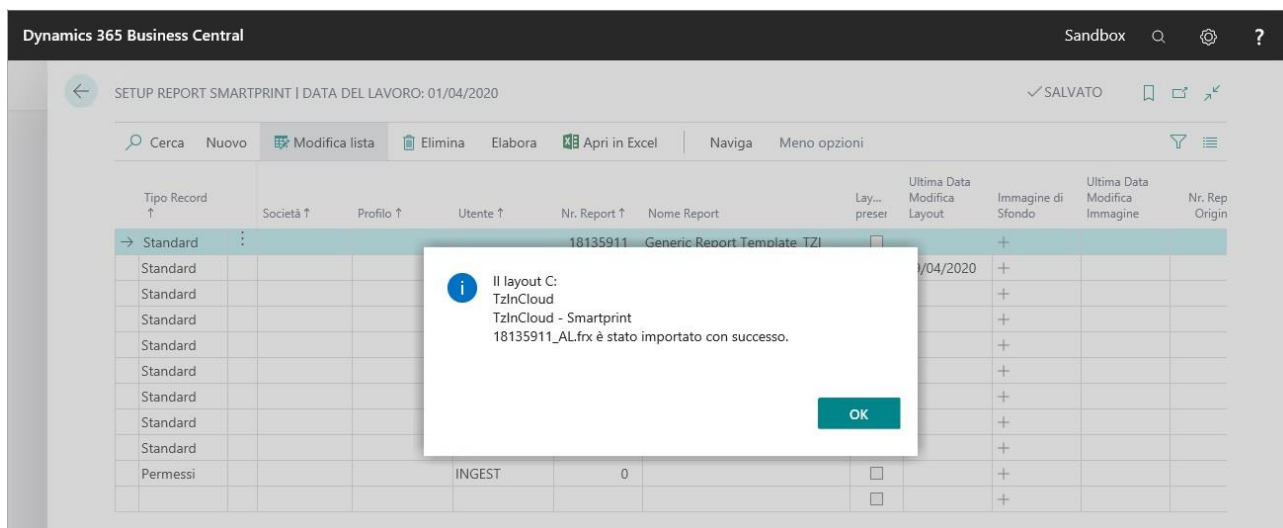 Dynamics 365 Business Central
Sandbox
?
SETUP REPORT SMARTPRINT | DATA DEL LAVORO: 01/04/2020
SALVATO
Cerca Nuovo Modifica lista Elimina Elabora Apri in Excel Naviga Meno opzioni
Tipo Record ↑
Società ↑
Profilo ↑
Utente ↑
Nr. Report ↑
Nome Report
Lay...
preser
Ultima Data
Modifica
Layout
Immagine di
Sfondo
Ultima Data
Modifica
Immagine
Nr. Rep
Origin
→ Standard 18135911 Generic Report Template_TZI +
Standard /04/2020 +
Standard +
Standard +
Standard +
Standard +
Standard +
Standard +
Standard +
Permessi INGEST 0 +
+
i
Il layout C:
TzInCloud
TzInCloud - Smartprint
18135911_AL.frx è stato importato con successo.
OK